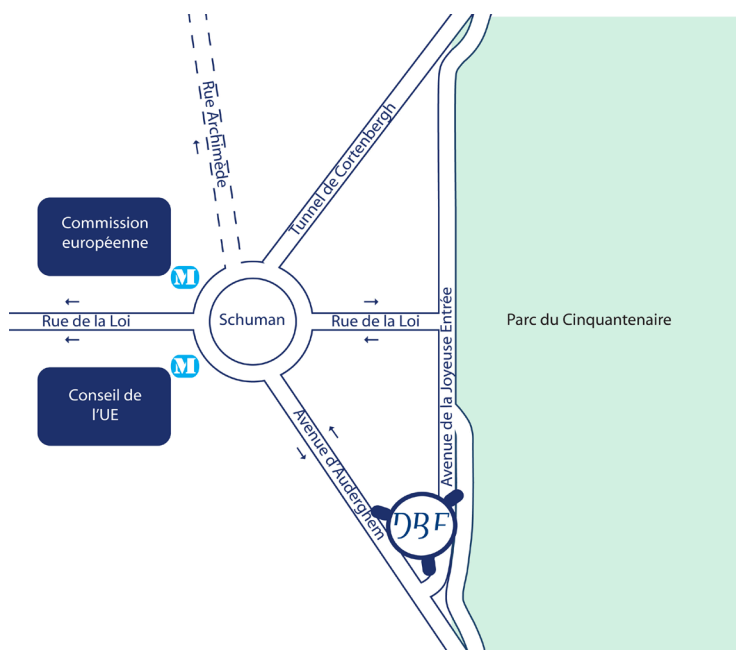 Rue Archimède
Tunnel de Cortenbergh
Commission
européenne
M
Rue de la Loi
Schuman
Rue de la Loi
Parc du Cinquantenaire
M
Conseil de
l'UE
Avenue de la Joyeuse Entrée
Avenue d'Auderghem
DBF